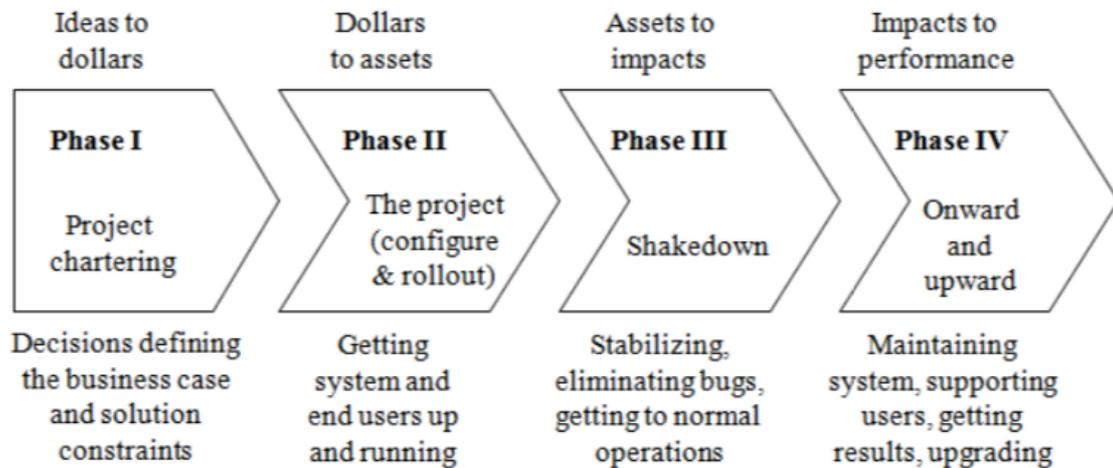 Ideas to
dollars
Dollars
to assets
Assets to
impacts
Impacts to
performance
Phase I
Project
chartering
Phase II
The project
(configure
& rollout)
Phase III
Shakedown
Phase IV
Onward
and
upward
Decisions defining
the business case
and solution
constraints
Getting
system and
end users up
and running
Stabilizing,
eliminating bugs,
getting to normal
operations
Maintaining
system, supporting
users, getting
results, upgrading